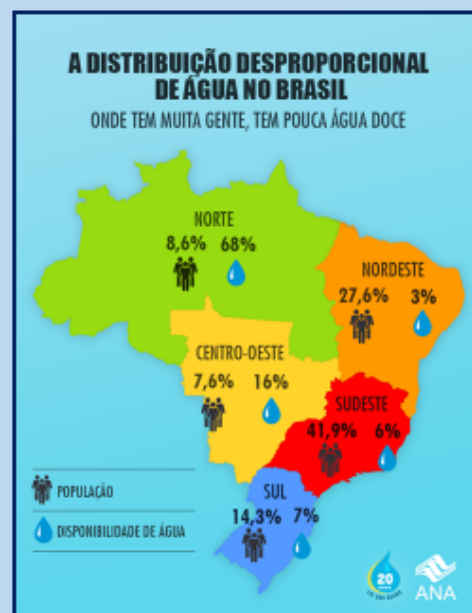 A DISTRIBUIÇÃO DESPROPORCIONAL
DE ÁGUA NO BRASIL
ONDE TEM MUITA GENTE, TEM POUCA ÁGUA DOCE
NORTE
8,6% 68%
NORDESTE
27,6% 3%
CENTRO-OESTE
7,6% 16%
SUDESTE
41,9% 6%
SUL
14,3% 7%
POPULAÇÃO
DISPONIBILIDADE DE ÁGUA
20
ANA